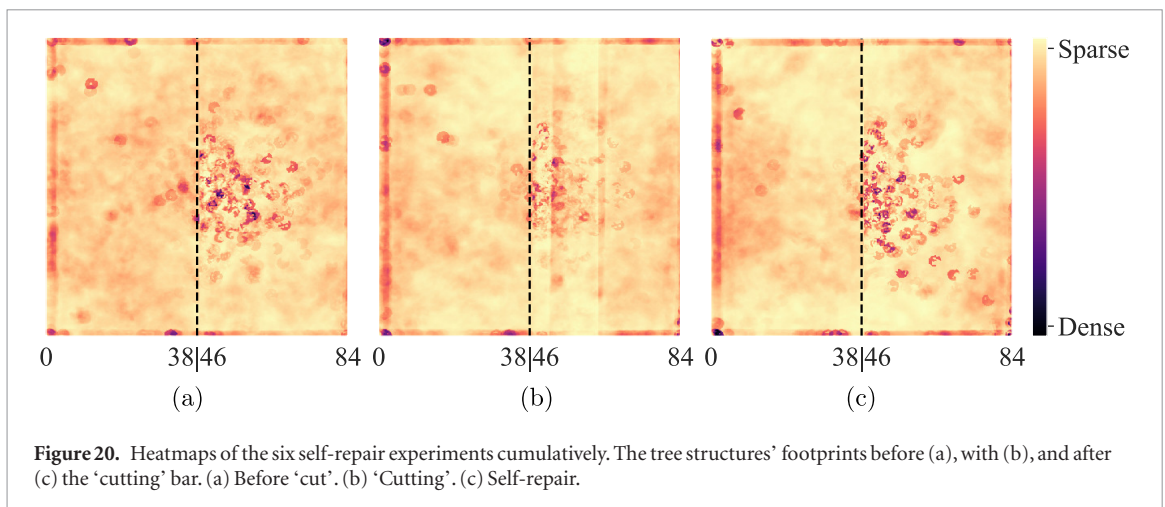 Sparse
Dense
0 38|46 84 0 38|46 84 0 38|46 84
(a) (b) (c)
Figure 20. Heatmaps of the six self-repair experiments cumulatively. The tree structures’ footprints before (a), with (b), and after
(c) the ‘cutting’ bar. (a) Before ‘cut’. (b) ‘Cutting’. (c) Self-repair.